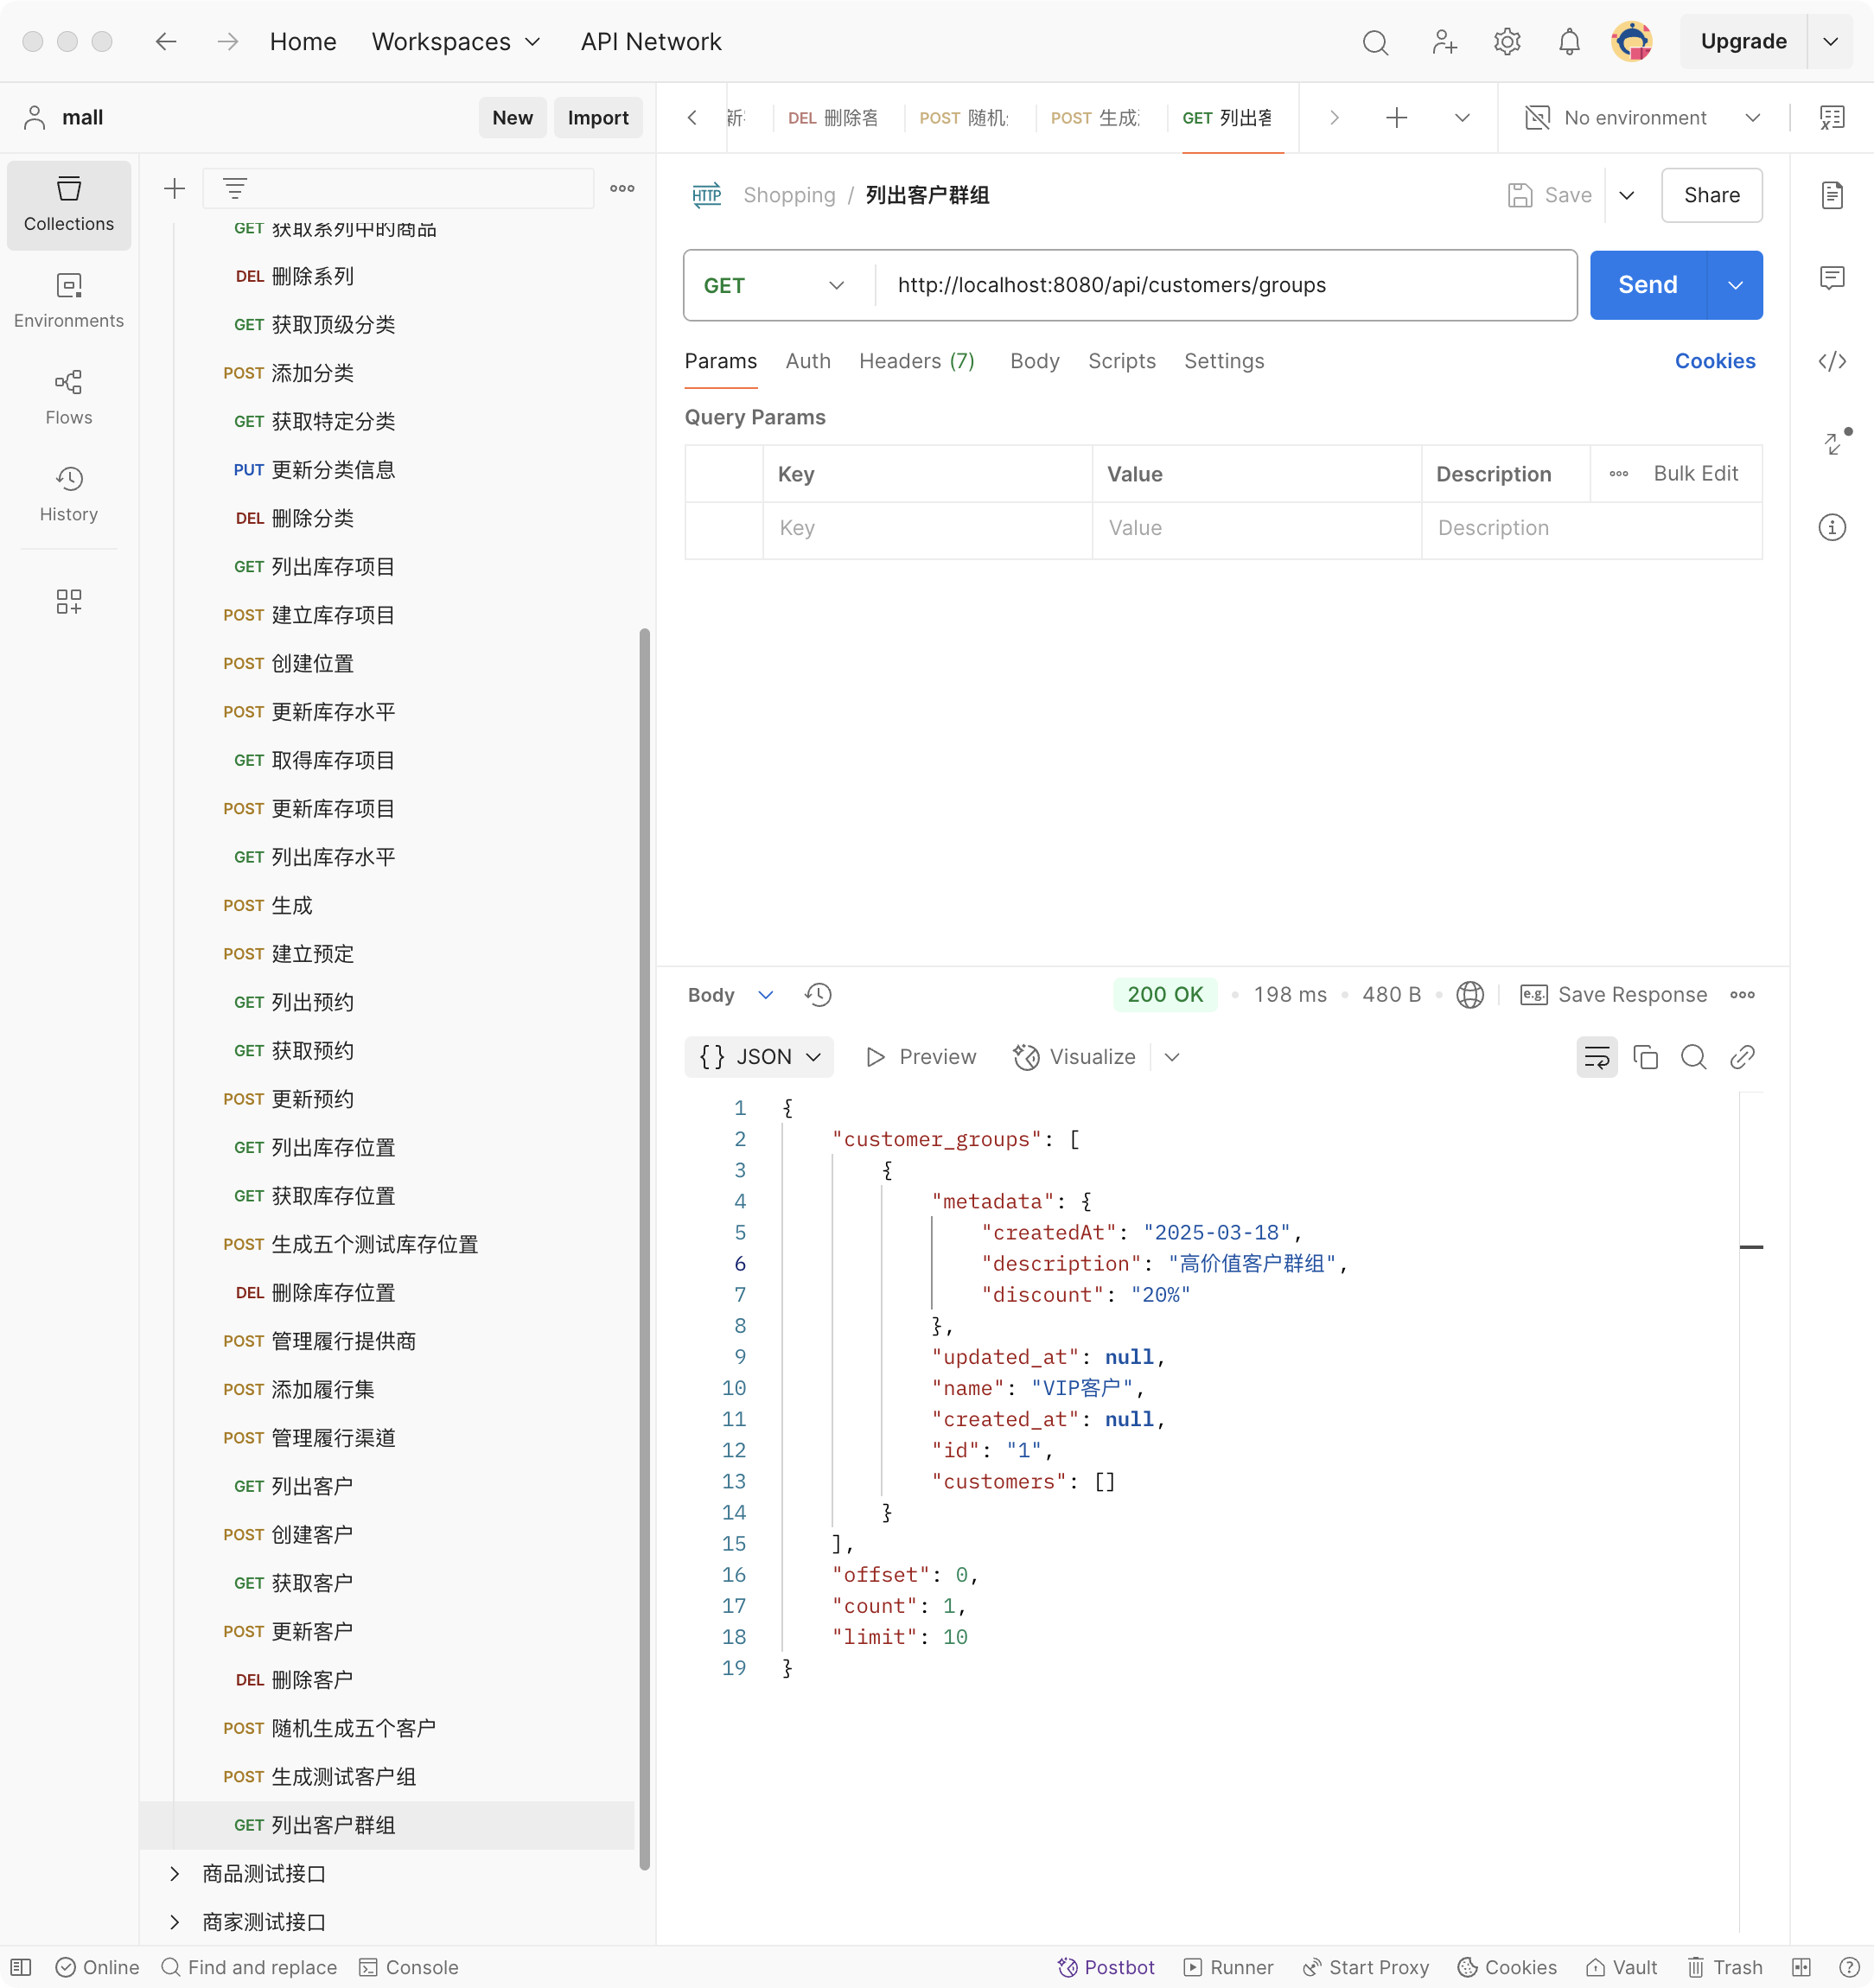 Home Workspaces API Network Upgrade
mall New Import
新 DEL 删除客 POST 随机 POST 生成 GET 列出客 No environment
Collections
Environments
Flows
History
GET 获取系列中的商品
DEL 删除系列
GET 获取顶级分类
POST 添加分类
GET 获取特定分类
PUT 更新分类信息
DEL 删除分类
GET 列出库存项目
POST 建立库存项目
POST 创建位置
POST 更新库存水平
GET 取得库存项目
POST 更新库存项目
GET 列出库存水平
POST 生成
POST 建立预定
GET 列出预约
GET 获取预约
POST 更新预约
GET 列出库存位置
GET 获取库存位置
POST 生成五个测试库存位置
DEL 删除库存位置
POST 管理履行提供商
POST 添加履行集
POST 管理履行渠道
GET 列出客户
POST 创建客户
GET 获取客户
POST 更新客户
DEL 删除客户
POST 随机生成五个客户
POST 生成测试客户组
GET 列出客户群组
商品测试接口
商家测试接口
HTTP Shopping / 列出客户群组 Save Share
GET http://localhost:8080/api/customers/groups Send
Params Auth Headers (7) Body Scripts Settings Cookies
Query Params
Key Value Description Bulk Edit
Key Value Description
Body 200 OK 198 ms 480 B e.g. Save Response
{} JSON Preview Visualize
1 {
2 "customer_groups": [
3 {
4 "metadata": {
5 "createdAt": "2025-03-18",
6 "description": "高价值客户群组",
7 "discount": "20%"
8 },
9 "updated_at": null,
10 "name": "VIP客户",
11 "created_at": null,
12 "id": "1",
13 "customers": []
14 }
15 ],
16 "offset": 0,
17 "count": 1,
18 "limit": 10
19 }
Online Find and replace Console Postbot Runner Start Proxy Cookies Vault Trash